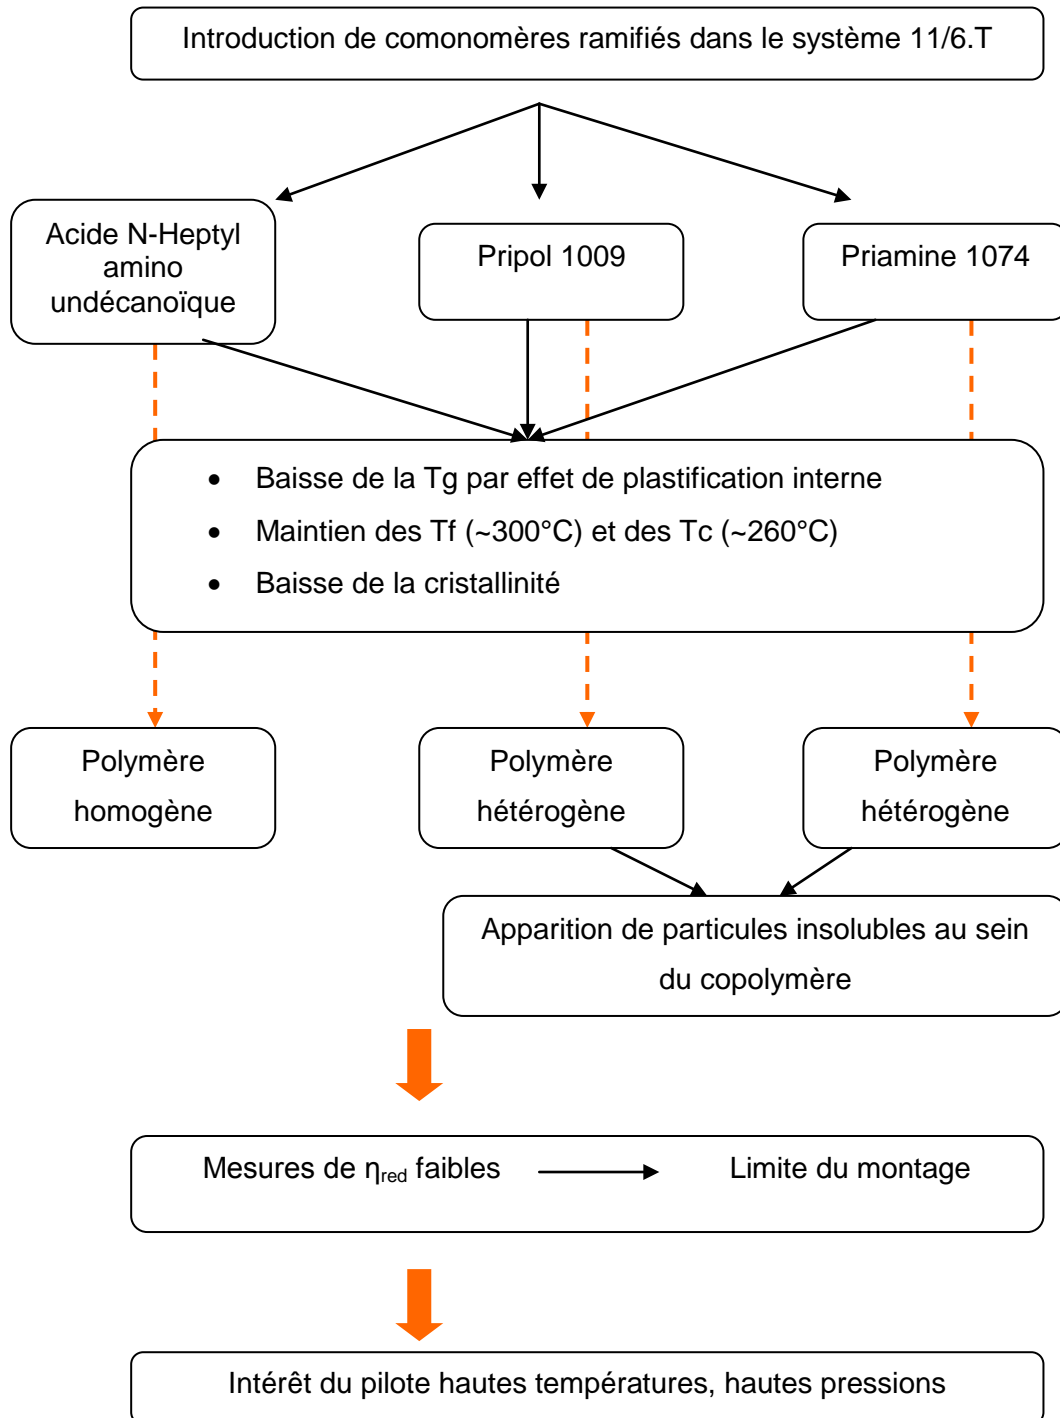 Introduction de comonomères ramifiés dans le système 11/6.T
Acide N-Heptyl
amino
undécanoïque
Pripol 1009
Priamine 1074
• Baisse de la Tg par effet de plastification interne
• Maintien des Tf (~300°C) et des Tc (~260°C)
• Baisse de la cristallinité
Polymère
homogène
Polymère
hétérogène
Polymère
hétérogène
Apparition de particules insolubles au sein
du copolymère
Mesures de ηred faibles
Limite du montage
Intérêt du pilote hautes températures, hautes pressions